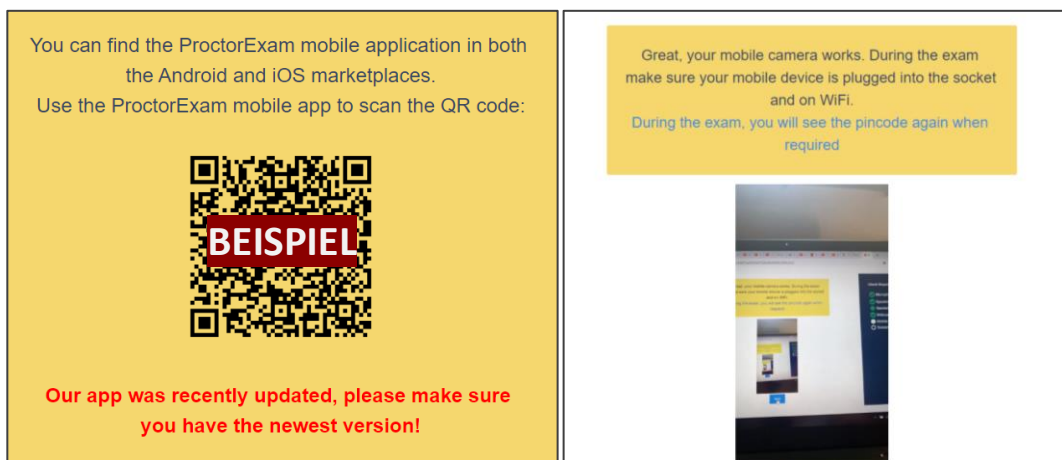 You can find the ProctorExam mobile application in both
the Android and iOS marketplaces.
Use the ProctorExam mobile app to scan the QR code:
BEISPIEL
Our app was recently updated, please make sure
you have the newest version!
Great, your mobile camera works. During the exam
make sure your mobile device is plugged into the socket
and on WiFi.
During the exam, you will see the pincode again when
required